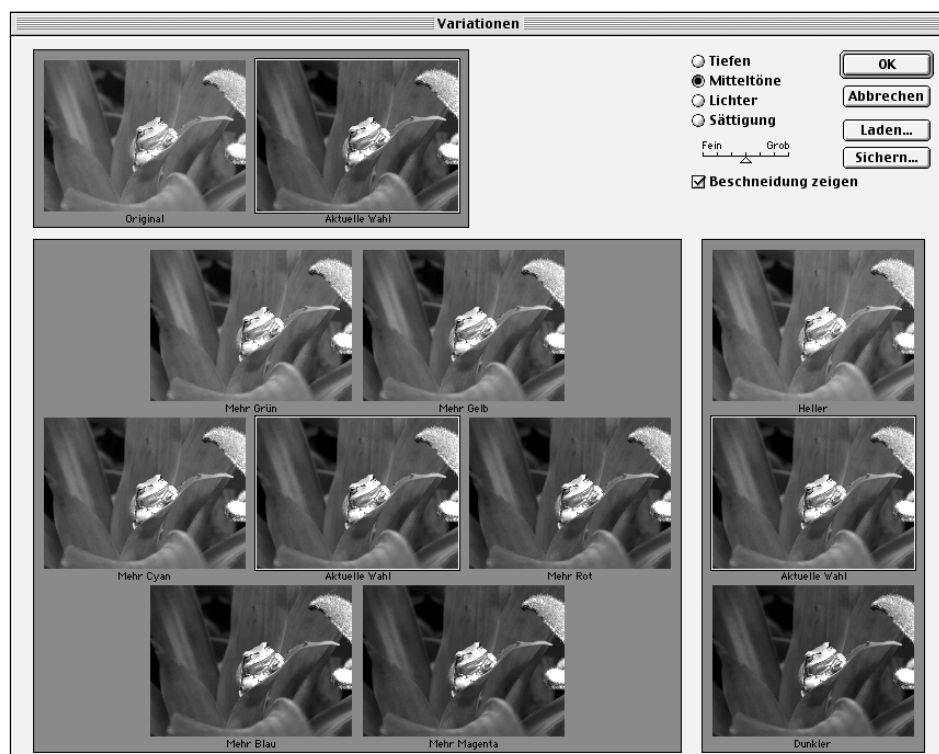 Variationen
Original
Aktuelle Wahl
Tiefen
Mitteltöne
Lichter
Sättigung
Fein Grob
Beschneidung zeigen
OK
Abbrechen
Laden...
Sichern...
Mehr Grün
Mehr Gelb
Mehr Cyan
Aktuelle Wahl
Mehr Rot
Mehr Blau
Mehr Magenta
Heller
Aktuelle Wahl
Dunkler